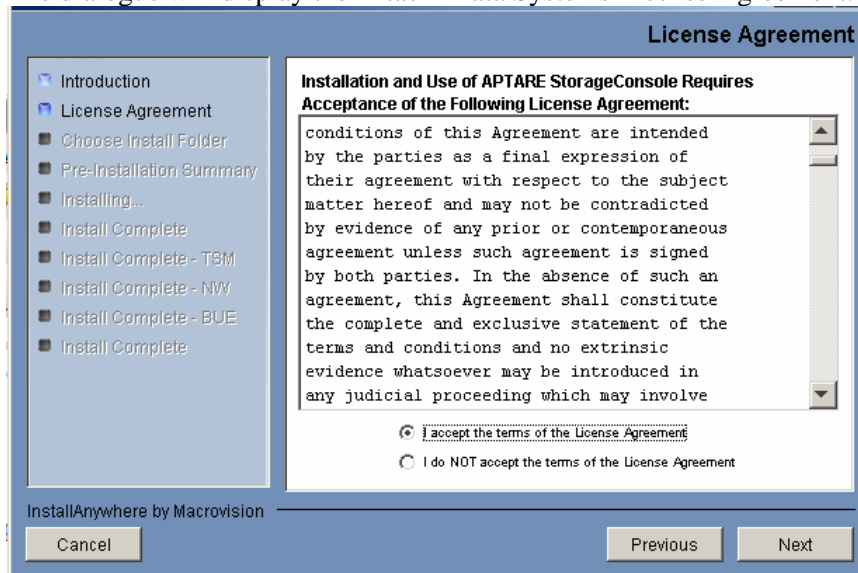 License Agreement
Introduction
License Agreement
Choose Install Folder
Pre-Installation Summary
Installing...
Install Complete
Install Complete - TSM
Install Complete - NW
Install Complete - BUE
Install Complete
Installation and Use of APTARE StorageConsole Requires
Acceptance of the Following License Agreement:
conditions of this Agreement are intended
by the parties as a final expression of
their agreement with respect to the subject
matter hereof and may not be contradicted
by evidence of any prior or contemporaneous
agreement unless such agreement is signed
by both parties. In the absence of such an
agreement, this Agreement shall constitute
the complete and exclusive statement of the
terms and conditions and no extrinsic
evidence whatsoever may be introduced in
any judicial proceeding which may involve
I accept the terms of the License Agreement
I do NOT accept the terms of the License Agreement
InstallAnywhere by Macrovision
Cancel
Previous
Next